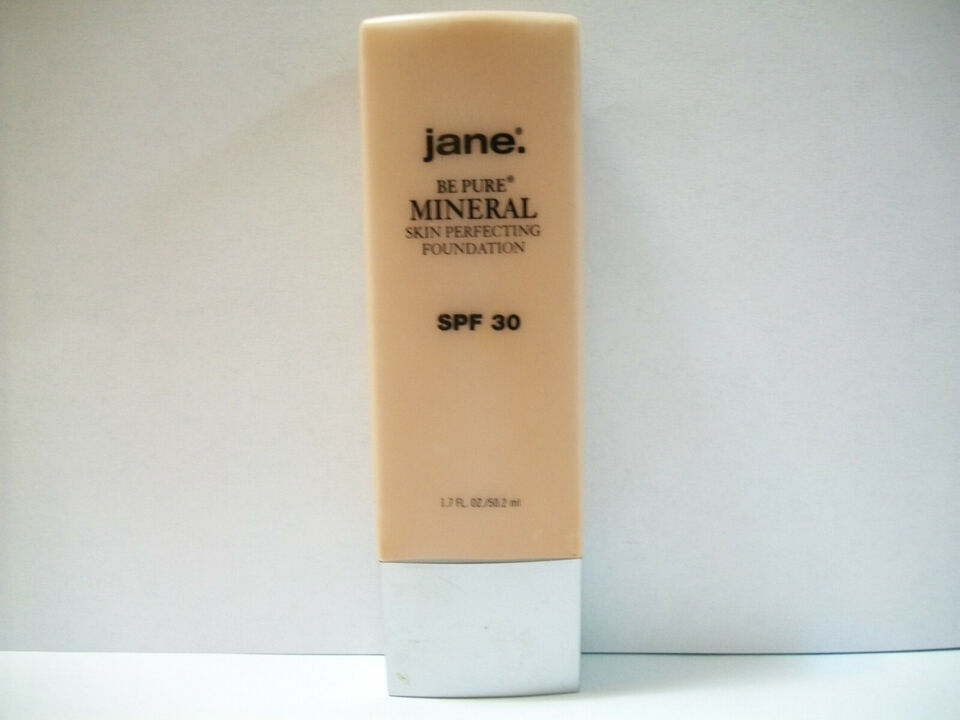 jane.®
BE PURE®
MINERAL
SKIN PERFECTING
FOUNDATION
SPF 30
1.7 FL. OZ./50.2 ml